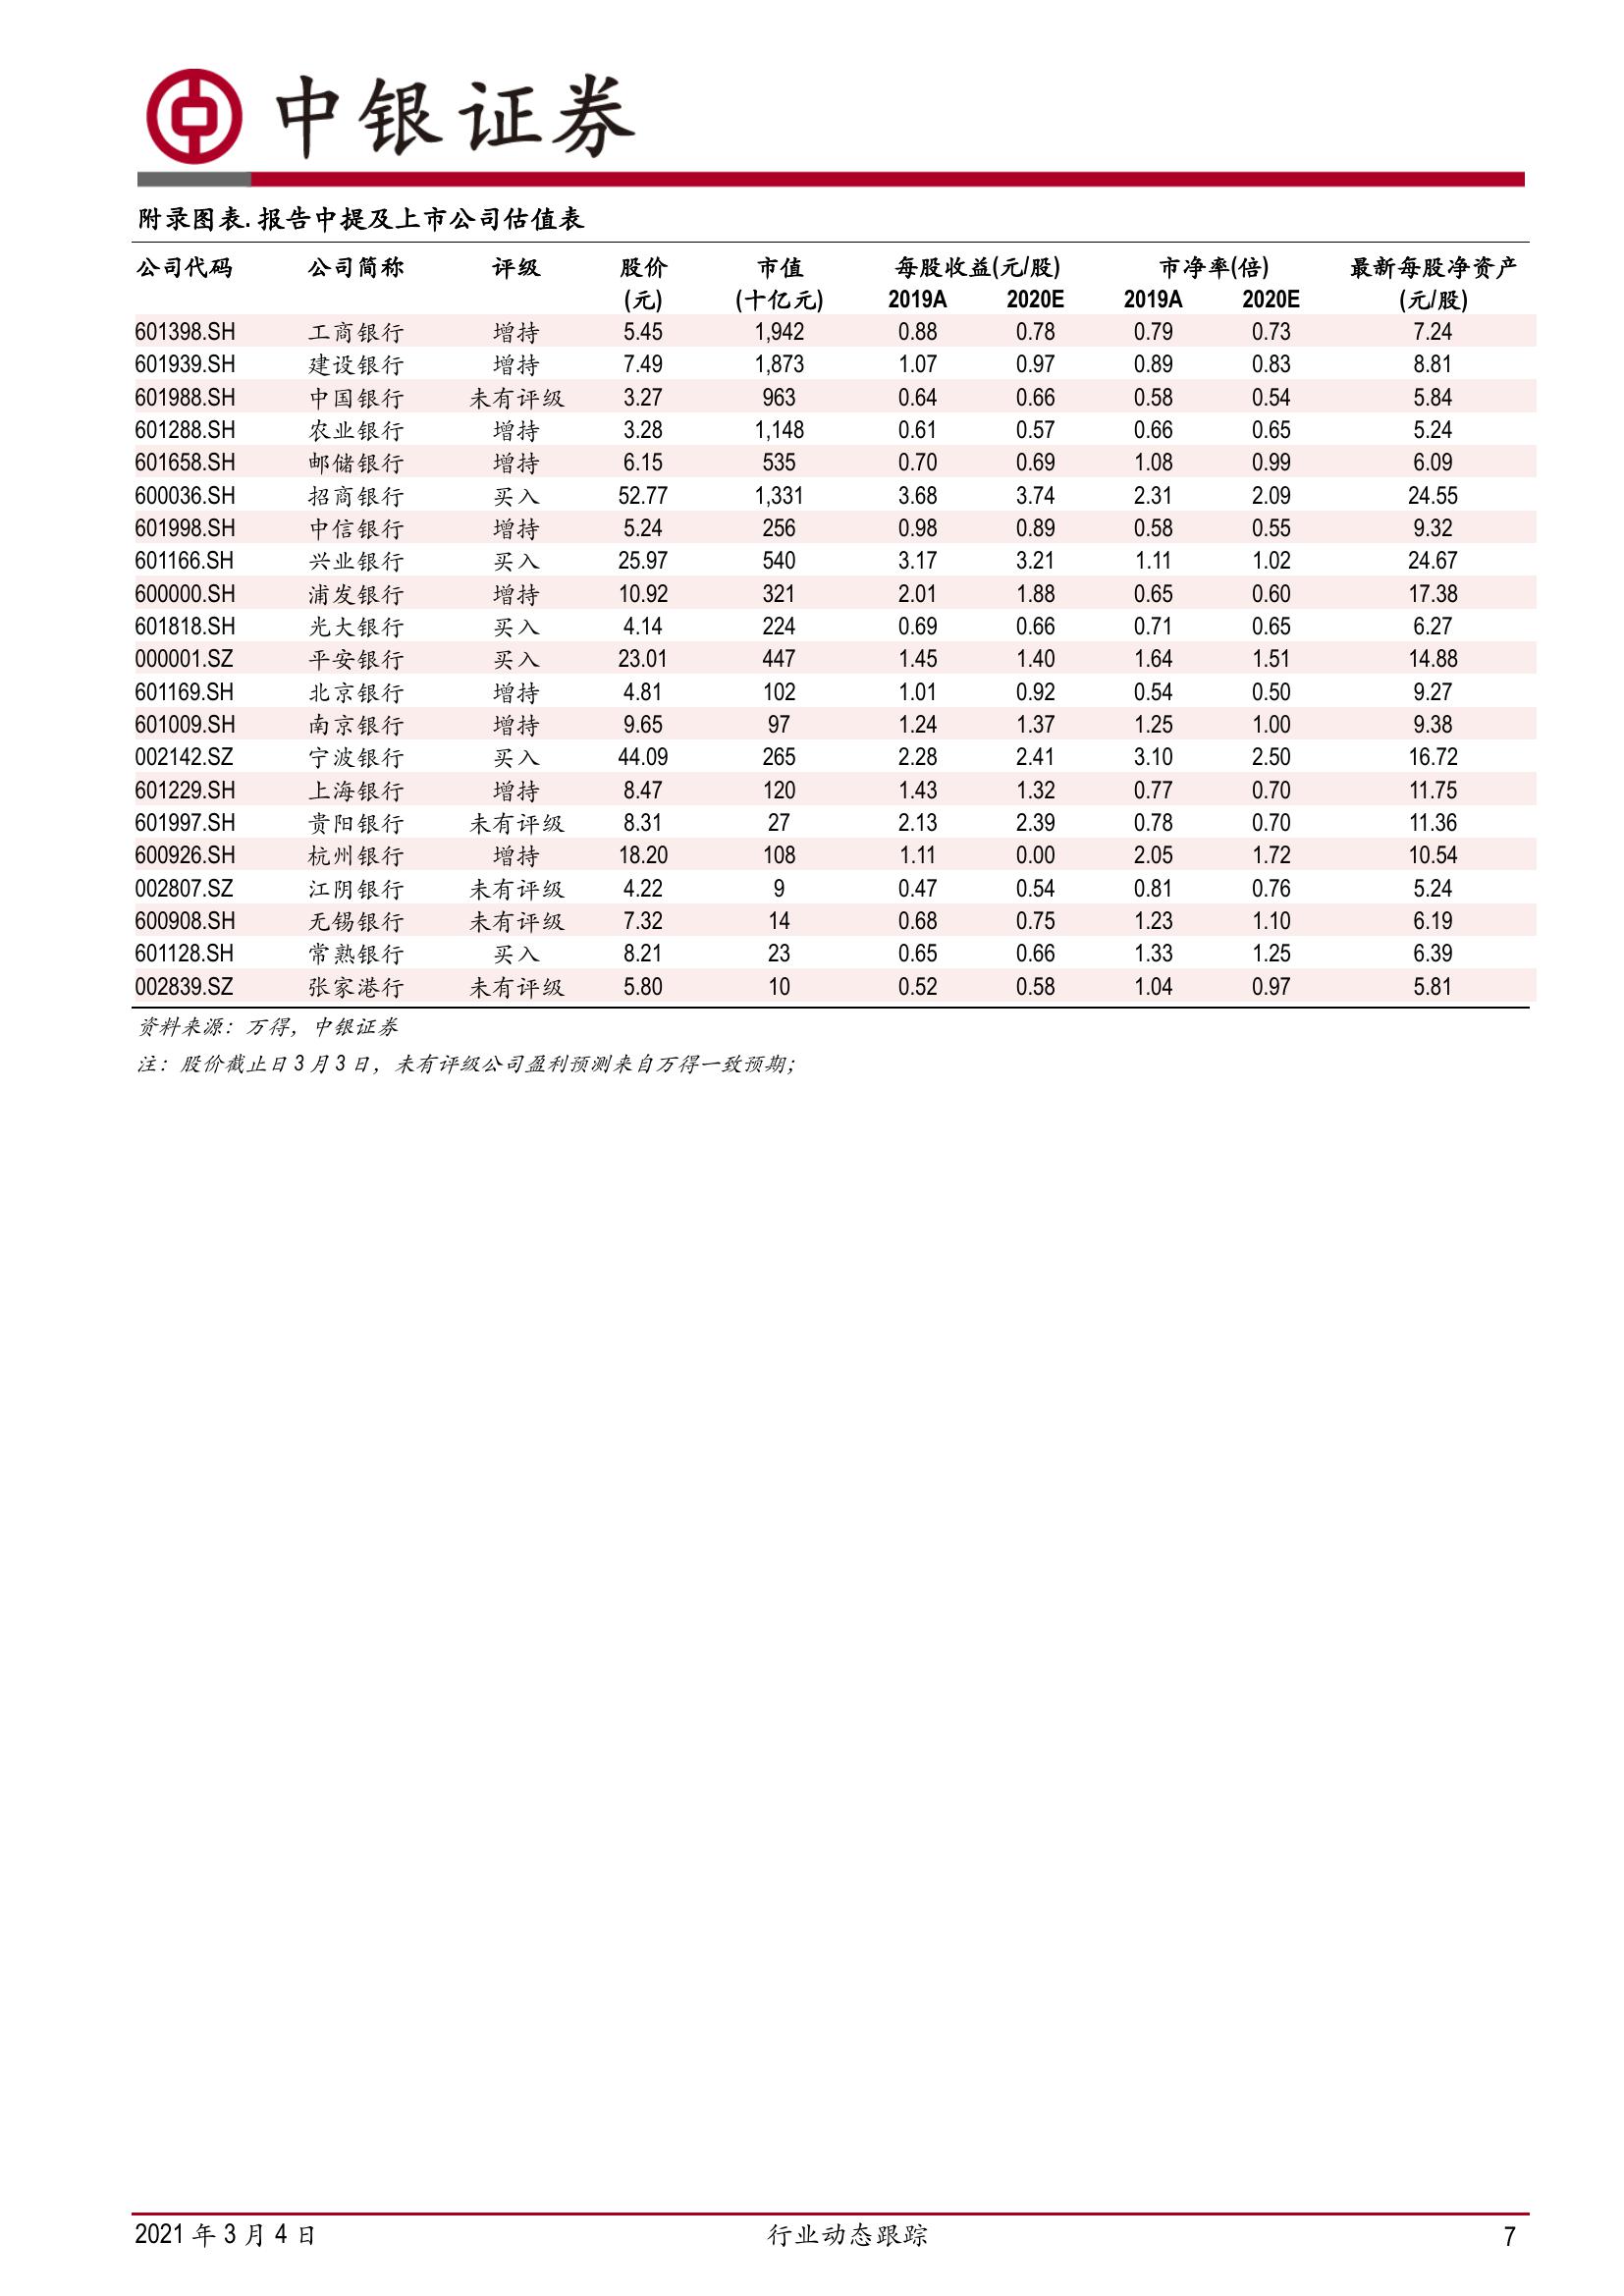 中银证券
附录图表. 报告中提及上市公司估值表
公司代码 公司简称 评级 股价 市值 每股收益(元/股) 市净率(倍) 最新每股净资产
(元) (十亿元) 2019A 2020E 2019A 2020E (元/股)
601398.SH 工商银行 增持 5.45 1,942 0.88 0.78 0.79 0.73 7.24
601939.SH 建设银行 增持 7.49 1,873 1.07 0.97 0.89 0.83 8.81
601988.SH 中国银行 未有评级 3.27 963 0.64 0.66 0.58 0.54 5.84
601288.SH 农业银行 增持 3.28 1,148 0.61 0.57 0.66 0.65 5.24
601658.SH 邮储银行 增持 6.15 535 0.70 0.69 1.08 0.99 6.09
600036.SH 招商银行 买入 52.77 1,331 3.68 3.74 2.31 2.09 24.55
601998.SH 中信银行 增持 5.24 256 0.98 0.89 0.58 0.55 9.32
601166.SH 兴业银行 买入 25.97 540 3.17 3.21 1.11 1.02 24.67
600000.SH 浦发银行 增持 10.92 321 2.01 1.88 0.65 0.60 17.38
601818.SH 光大银行 买入 4.14 224 0.69 0.66 0.71 0.65 6.27
000001.SZ 平安银行 买入 23.01 447 1.45 1.40 1.64 1.51 14.88
601169.SH 北京银行 增持 4.81 102 1.01 0.92 0.54 0.50 9.27
601009.SH 南京银行 增持 9.65 97 1.24 1.37 1.25 1.00 9.38
002142.SZ 宁波银行 买入 44.09 265 2.28 2.41 3.10 2.50 16.72
601229.SH 上海银行 增持 8.47 120 1.43 1.32 0.77 0.70 11.75
601997.SH 贵阳银行 未有评级 8.31 27 2.13 2.39 0.78 0.70 11.36
600926.SH 杭州银行 增持 18.20 108 1.11 0.00 2.05 1.72 10.54
002807.SZ 江阴银行 未有评级 4.22 9 0.47 0.54 0.81 0.76 5.24
600908.SH 无锡银行 未有评级 7.32 14 0.68 0.75 1.23 1.10 6.19
601128.SH 常熟银行 买入 8.21 23 0.65 0.66 1.33 1.25 6.39
002839.SZ 张家港行 未有评级 5.80 10 0.52 0.58 1.04 0.97 5.81
资料来源：万得，中银证券
注：股价截止日 3 月 3 日，未有评级公司盈利预测来自万得一致预期；
2021 年 3 月 4 日 行业动态跟踪 7